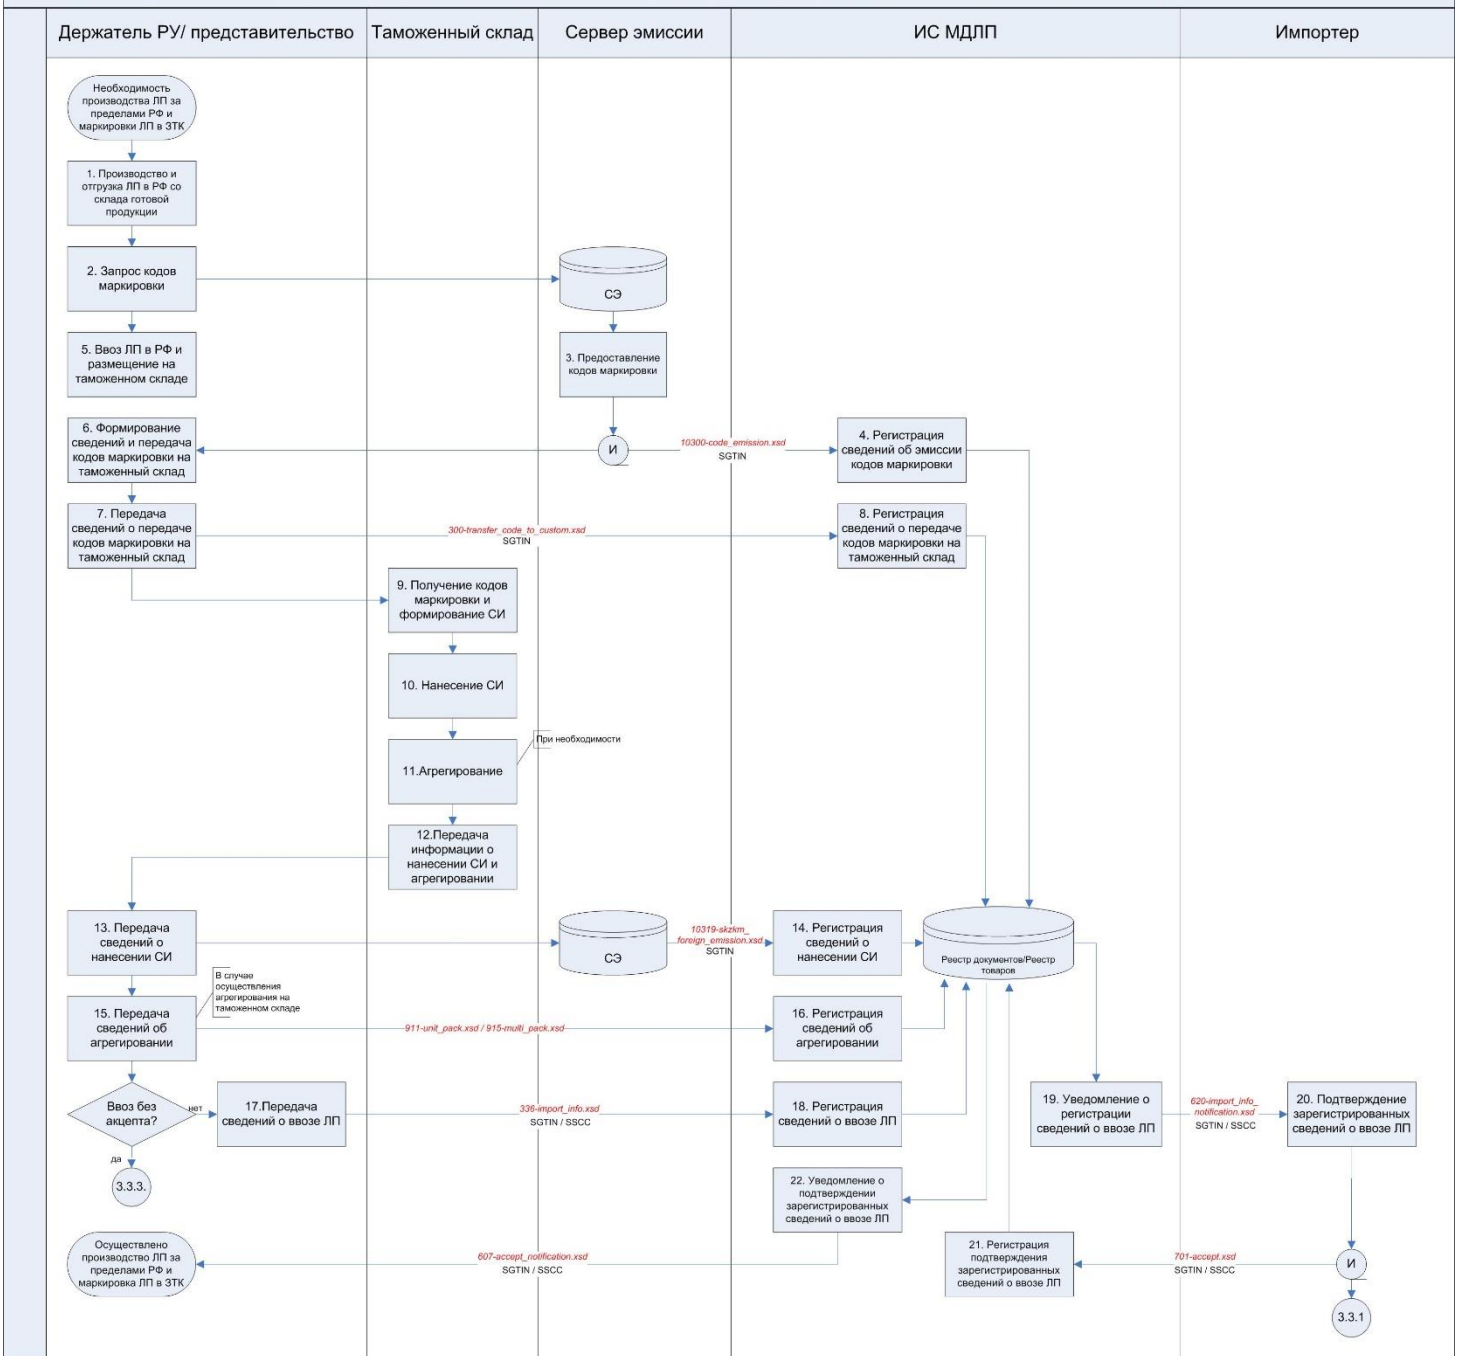 Держатель РУ/ представительство
Таможенный склад
Сервер эмиссии
ИС МДЛП
Импортер
Необходимость
производства ЛП за
пределами РФ и
маркировки ЛП в ЗТК
1. Производство и
отгрузка ЛП в РФ со
склада готовой
продукции
2. Запрос кодов
маркировки
СЭ
5. Ввоз ЛП в РФ и
размещение на
таможенном складе
3. Предоставление
кодов маркировки
6. Формирование
сведений и передача
кодов маркировки на
таможенный склад
И
10300-code_emission.xsd
SGTIN
4. Регистрация
сведений об эмиссии
кодов маркировки
7. Передача
сведений о передаче
кодов маркировки на
таможенный склад
300-transfer_code_to_custom.xsd
SGTIN
8. Регистрация
сведений о передаче
кодов маркировки на
таможенный склад
9. Получение кодов
маркировки и
формирование СИ
10. Нанесение СИ
При необходимости
11.Агрегирование
12.Передача
информации о
нанесении СИ и
агрегировании
13. Передача
сведений о
нанесении СИ
СЭ
10319-skzkm_
foreign_emission.xsd
SGTIN
14. Регистрация
сведений о
нанесении СИ
Реестр документов/Реестр
товаров
В случае
осуществления
агрегирования на
таможенном складе
15. Передача
сведений об
агрегировании
911-unit_pack.xsd / 915-multi_pack.xsd
16. Регистрация
сведений об
агрегировании
Ввоз без
акцепта?
нет
17.Передача
сведений о ввозе ЛП
336-import_info.xsd
SGTIN / SSCC
18. Регистрация
сведений о ввозе ЛП
19. Уведомление о
регистрации
сведений о ввозе ЛП
620-import_info_
notification.xsd
SGTIN / SSCC
20. Подтверждение
зарегистрированных
сведений о ввозе ЛП
да
3.3.3.
22. Уведомление о
подтверждении
зарегистрированных
сведений о ввозе ЛП
Осуществлено
производство ЛП за
пределами РФ и
маркировка ЛП в ЗТК
607-accept_notification.xsd
SGTIN / SSCC
21. Регистрация
подтверждения
зарегистрированных
сведений о ввозе ЛП
701-accept.xsd
SGTIN / SSCC
И
3.3.1